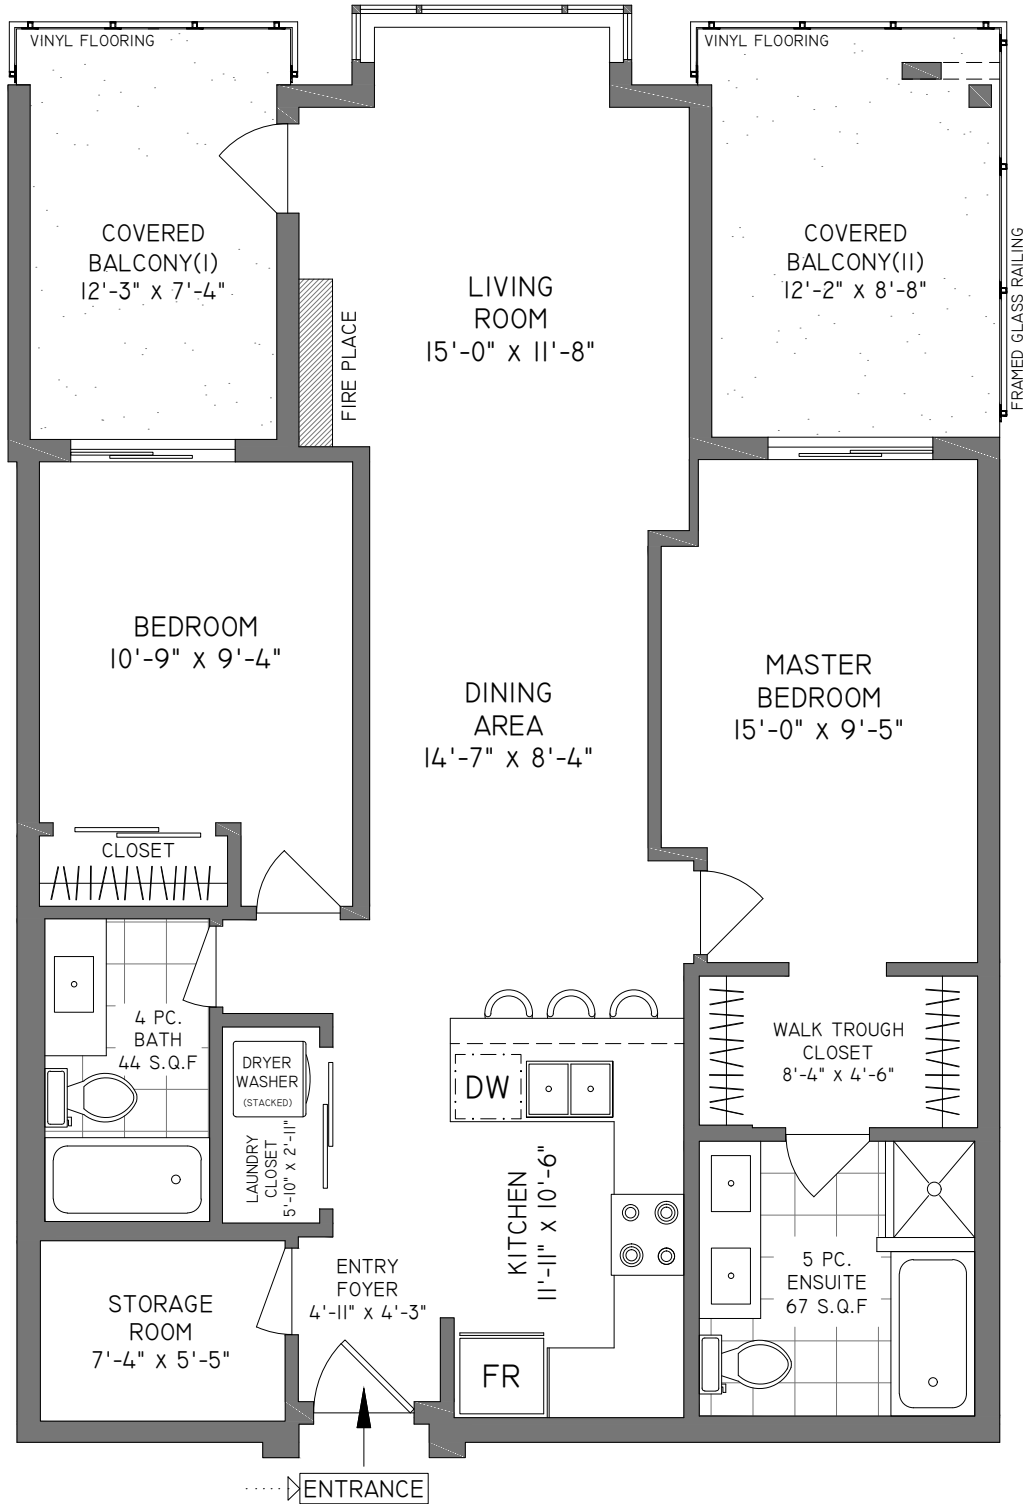 VINYL FLOORING
VINYL FLOORING
COVERED
BALCONY(I)
12'-3" X 7'-4"
LIVING
ROOM
15'-0" X 11'-8"
COVERED
BALCONY(II)
12'-2" X 8'-8"
FRAMED GLASS RAILING
FIRE PLACE
BEDROOM
10'-9" X 9'-4"
DINING
AREA
14'-7" X 8'-4"
MASTER
BEDROOM
15'-0" X 9'-5"
CLOSET
4 PC.
BATH
44 S.Q.F
DRYER
WASHER
(STACKED)
LAUNDRY
CLOSET
5'-10" X 2'-11"
DW
WALK TROUGH
CLOSET
8'-4" X 4'-6"
KITCHEN
11'-11" X 10'-6"
ENTRY
FOYER
4'-11" X 4'-3"
5 PC.
ENSUITE
67 S.Q.F
STORAGE
ROOM
7'-4" X 5'-5"
FR
ENTRANCE